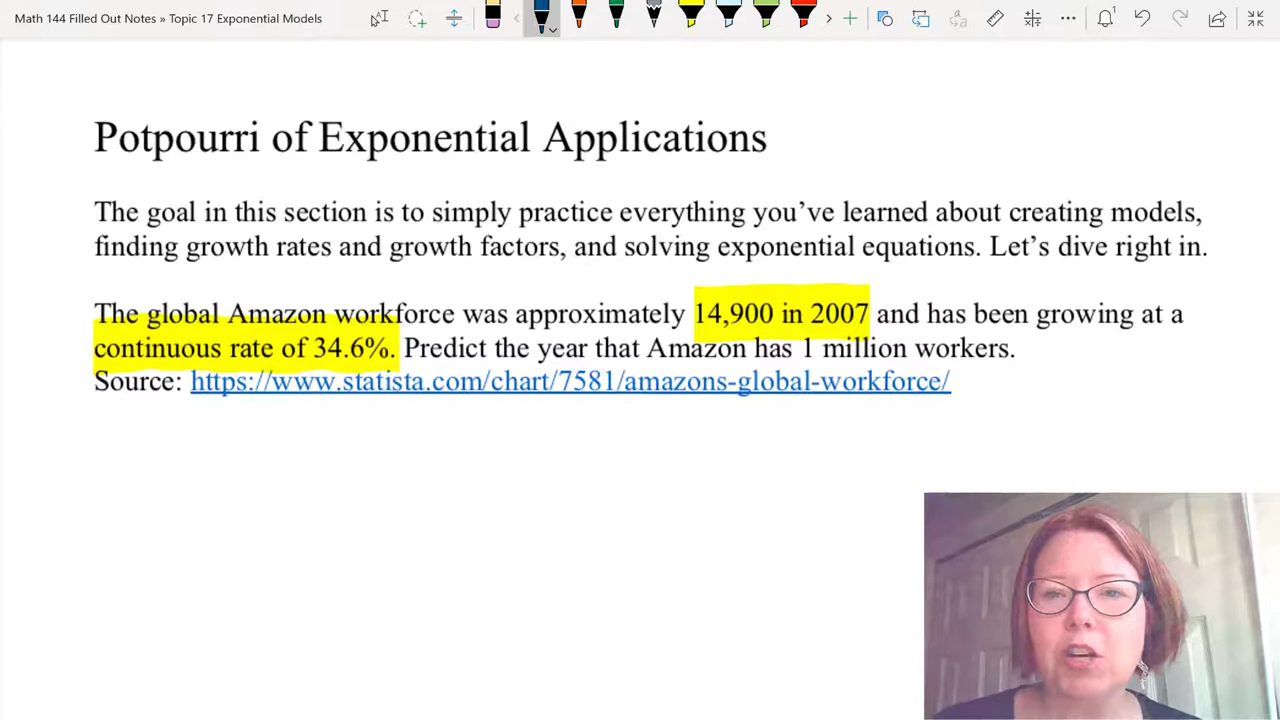 Math 144 Filled Out Notes » Topic 17 Exponential Models
Potpourri of Exponential Applications
The goal in this section is to simply practice everything you’ve learned about creating models,
finding growth rates and growth factors, and solving exponential equations. Let’s dive right in.
The global Amazon workforce was approximately 14,900 in 2007 and has been growing at a
continuous rate of 34.6%. Predict the year that Amazon has 1 million workers.
Source: https://www.statista.com/chart/7581/amazons-global-workforce/